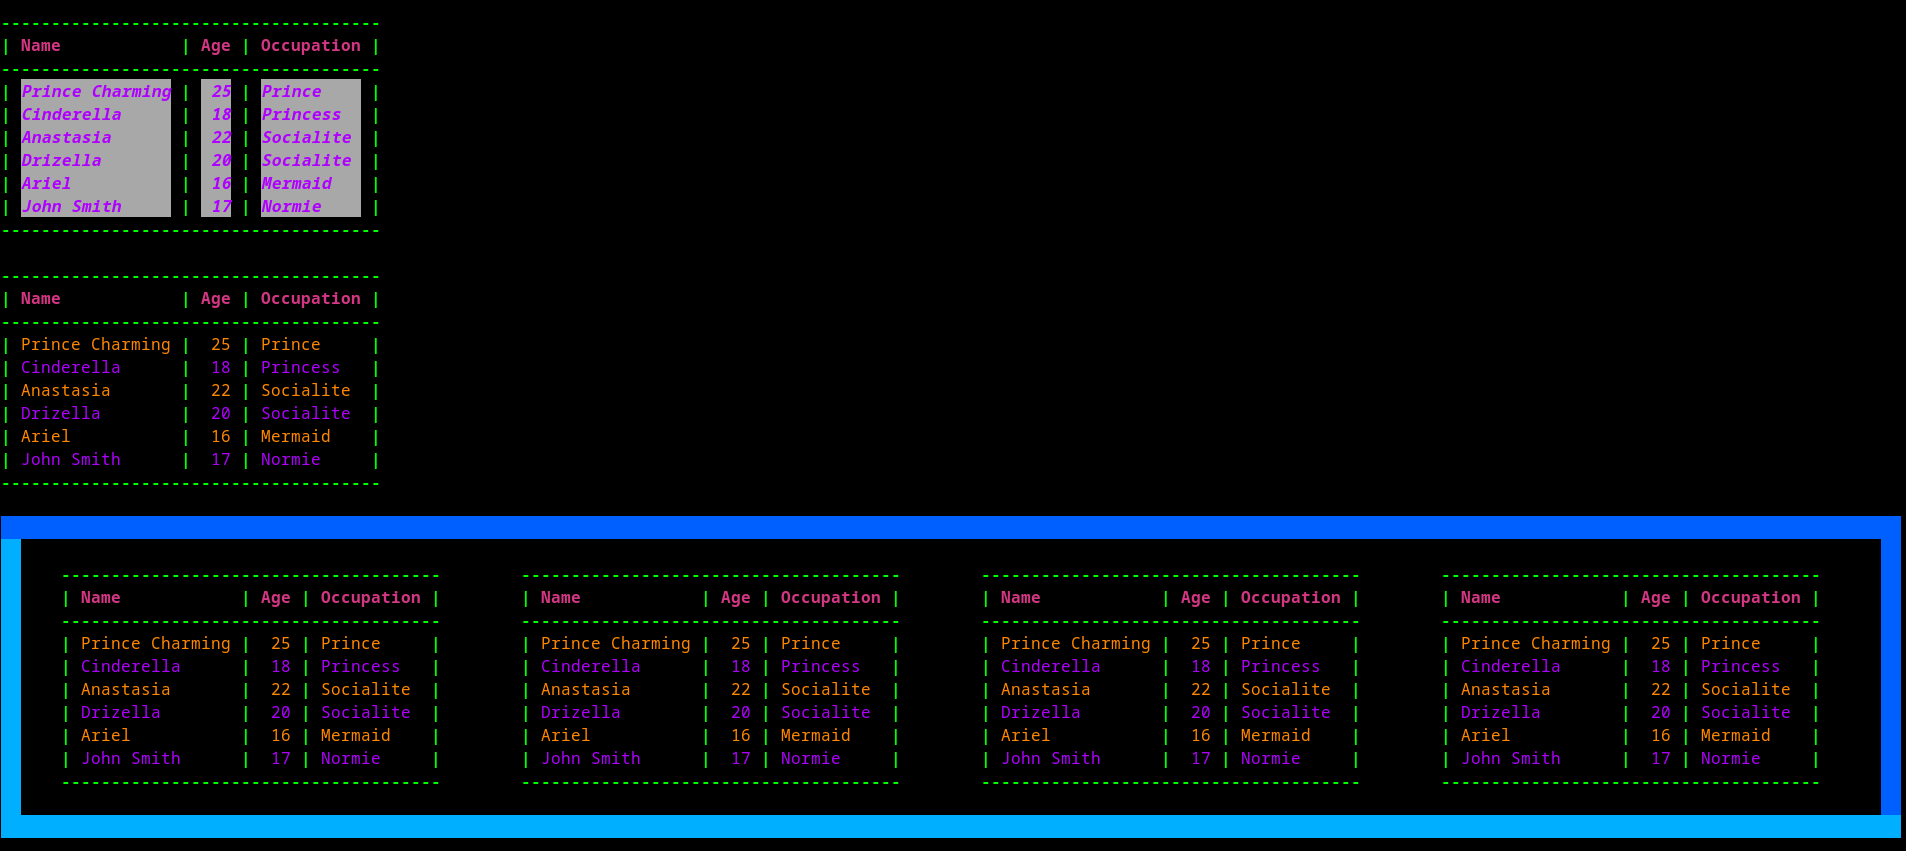 --------------------------------------
| Name            | Age | Occupation |
--------------------------------------
| Prince Charming |  25 | Prince     |
| Cinderella      |  18 | Princess   |
| Anastasia       |  22 | Socialite  |
| Drizella        |  20 | Socialite  |
| Ariel           |  16 | Mermaid    |
| John Smith      |  17 | Normie     |
--------------------------------------

--------------------------------------
| Name            | Age | Occupation |
--------------------------------------
| Prince Charming |  25 | Prince     |
| Cinderella      |  18 | Princess   |
| Anastasia       |  22 | Socialite  |
| Drizella        |  20 | Socialite  |
| Ariel           |  16 | Mermaid    |
| John Smith      |  17 | Normie     |
--------------------------------------

--------------------------------------        --------------------------------------        --------------------------------------        --------------------------------------
| Name            | Age | Occupation |        | Name            | Age | Occupation |        | Name            | Age | Occupation |        | Name            | Age | Occupation |
--------------------------------------        --------------------------------------        --------------------------------------        --------------------------------------
| Prince Charming |  25 | Prince     |        | Prince Charming |  25 | Prince     |        | Prince Charming |  25 | Prince     |        | Prince Charming |  25 | Prince     |
| Cinderella      |  18 | Princess   |        | Cinderella      |  18 | Princess   |        | Cinderella      |  18 | Princess   |        | Cinderella      |  18 | Princess   |
| Anastasia       |  22 | Socialite  |        | Anastasia       |  22 | Socialite  |        | Anastasia       |  22 | Socialite  |        | Anastasia       |  22 | Socialite  |
| Drizella        |  20 | Socialite  |        | Drizella        |  20 | Socialite  |        | Drizella        |  20 | Socialite  |        | Drizella        |  20 | Socialite  |
| Ariel           |  16 | Mermaid    |        | Ariel           |  16 | Mermaid    |        | Ariel           |  16 | Mermaid    |        | Ariel           |  16 | Mermaid    |
| John Smith      |  17 | Normie     |        | John Smith      |  17 | Normie     |        | John Smith      |  17 | Normie     |        | John Smith      |  17 | Normie     |
--------------------------------------        --------------------------------------        --------------------------------------        --------------------------------------